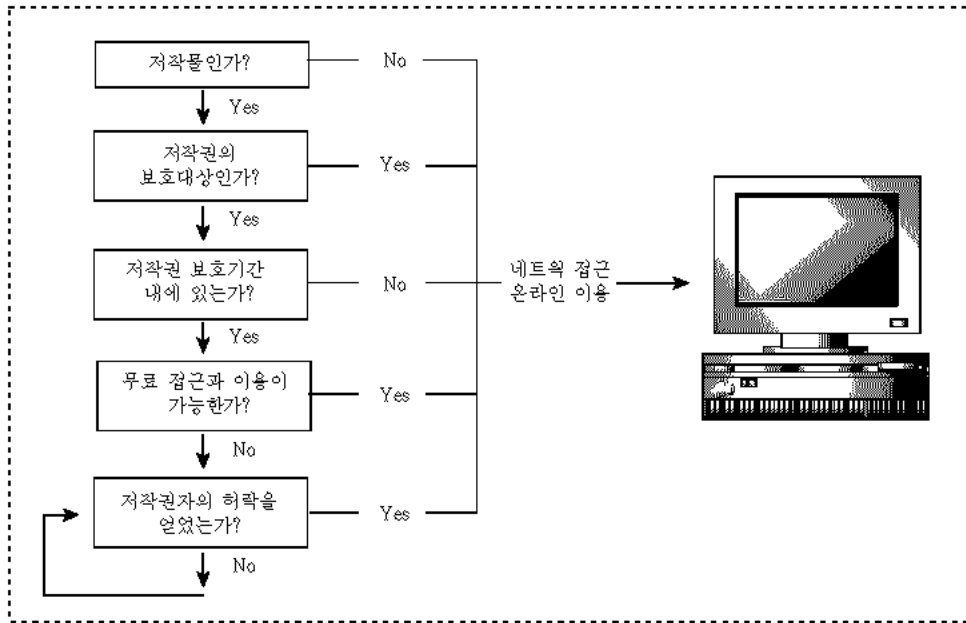 저작물인가?
No
Yes
저작권의
보호대상인가?
Yes
Yes
저작권 보호기간
내에 있는가?
No
네트웍 접근
온라인 이용
Yes
무료 접근과 이용이
가능한가?
Yes
No
저작권자의 허락을
얻었는가?
Yes
No